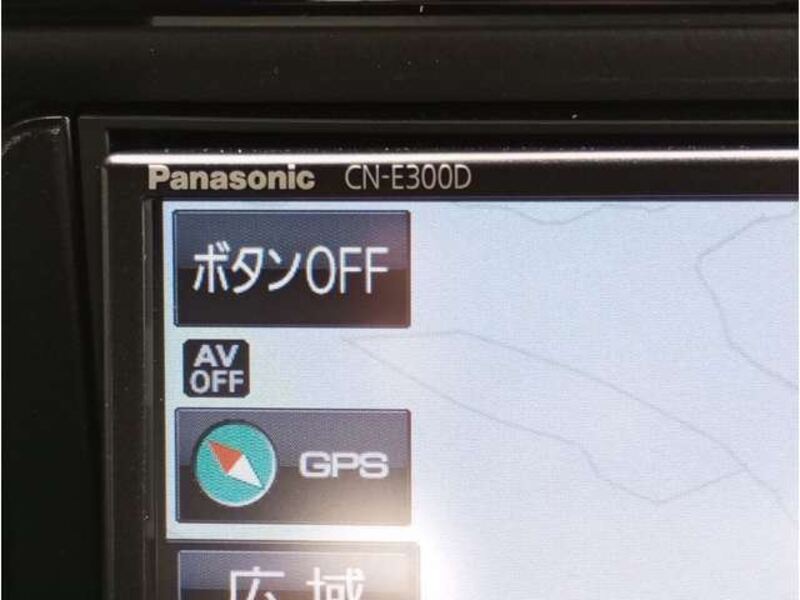 Panasonic CN-E300D
ボタンOFF
AV
OFF
GPS
広域